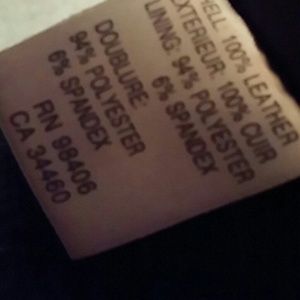 HELL: 100% LEATHER
EXTERIEUR: 100% CUIR
LINING: 94% POLYESTER
6% SPANDEX
DOUBLURE:
94% POLYESTER
6% SPANDEX
RN 98406
CA 34460